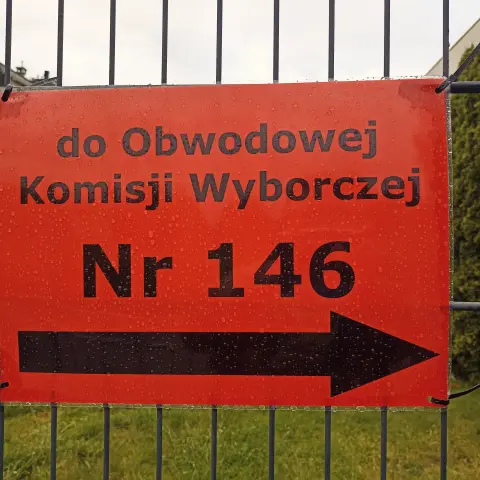 do Obwodowej
Komisji Wyborczej
Nr 146